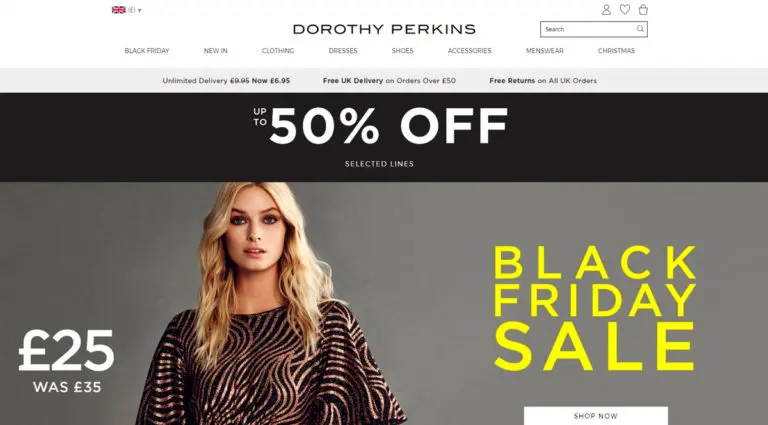 (£)
DOROTHY PERKINS
Search
BLACK FRIDAY NEW IN CLOTHING DRESSES SHOES ACCESSORIES MENSWEAR CHRISTMAS
Unlimited Delivery £9.95 Now £6.95 Free UK Delivery on Orders Over £50 Free Returns on All UK Orders
UP TO 50% OFF
SELECTED LINES
BLACK
FRIDAY
SALE
£25
WAS £35
SHOP NOW